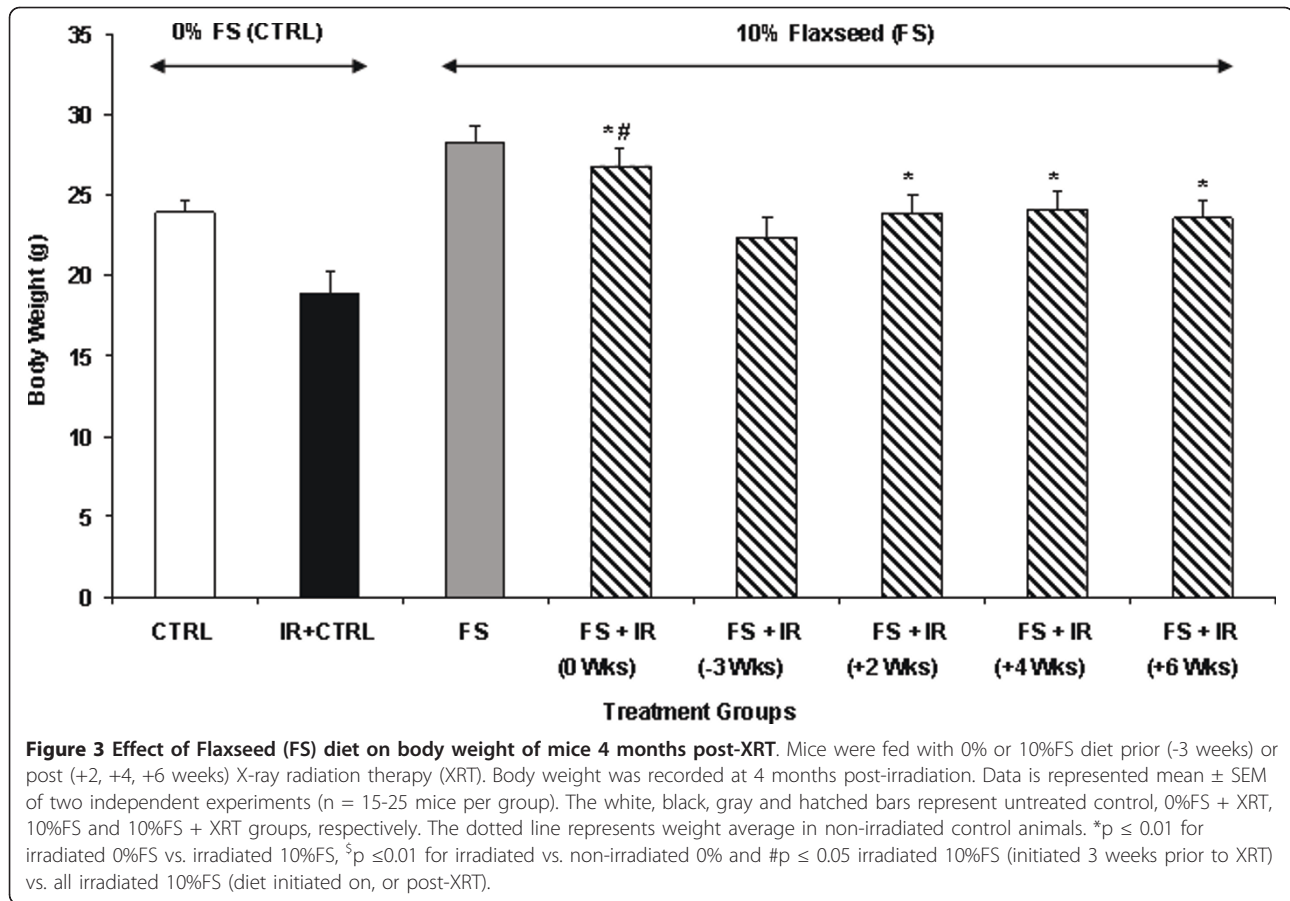 0% FS (CTRL)
10% Flaxseed (FS)
35
30
25
20
15
10
5
0
Body Weight (g)
*#
*
*
*
CTRL
IR+CTRL
FS
FS + IR
(0 Wks)
FS + IR
(-3 Wks)
FS + IR
(+2 Wks)
FS + IR
(+4 Wks)
FS + IR
(+6 Wks)
Treatment Groups
Figure 3 Effect of Flaxseed (FS) diet on body weight of mice 4 months post-XRT. Mice were fed with 0% or 10%FS diet prior (-3 weeks) or
post (+2, +4, +6 weeks) X-ray radiation therapy (XRT). Body weight was recorded at 4 months post-irradiation. Data is represented mean ± SEM
of two independent experiments (n = 15-25 mice per group). The white, black, gray and hatched bars represent untreated control, 0%FS + XRT,
10%FS and 10%FS + XRT groups, respectively. The dotted line represents weight average in non-irradiated control animals. *p ≤ 0.01 for
irradiated 0%FS vs. irradiated 10%FS, $p ≤0.01 for irradiated vs. non-irradiated 0% and #p ≤ 0.05 irradiated 10%FS (initiated 3 weeks prior to XRT)
vs. all irradiated 10%FS (diet initiated on, or post-XRT).